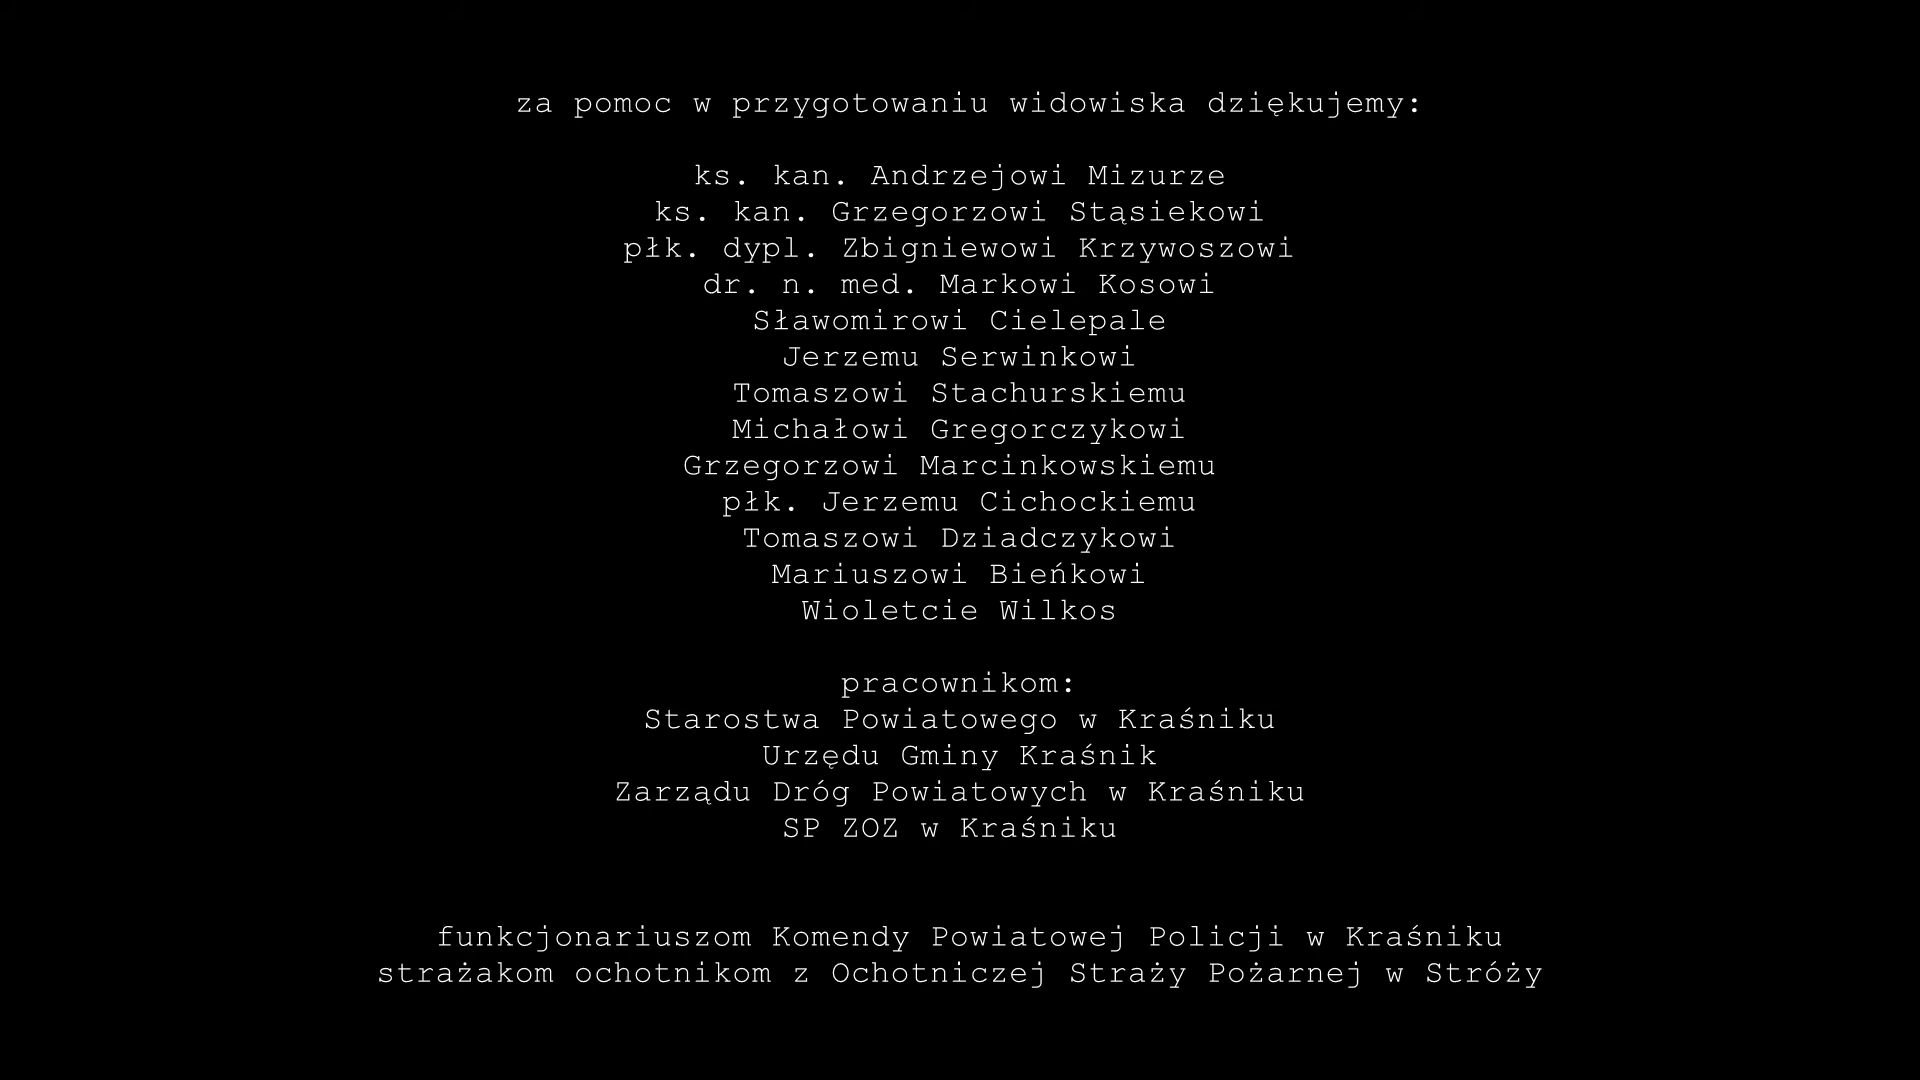 za pomoc w przygotowaniu widowiska dziękujemy:
ks. kan. Andrzejowi Mizurze
ks. kan. Grzegorzowi Stąsiekowi
płk. dypl. Zbigniewowi Krzywoszowi
dr. n. med. Markowi Kosowi
Sławomirowi Cielepale
Jerzemu Serwinkowi
Tomaszowi Stachurskiemu
Michałowi Gregorczykowi
Grzegorzowi Marcinkowskiemu
płk. Jerzemu Cichockiemu
Tomaszowi Dziadczykowi
Mariuszowi Bieńkowi
Wioletcie Wilkos
pracownikom:
Starostwa Powiatowego w Kraśniku
Urzędu Gminy Kraśnik
Zarządu Dróg Powiatowych w Kraśniku
SP ZOZ w Kraśniku
funkcjonariuszom Komendy Powiatowej Policji w Kraśniku
strażakom ochotnikom z Ochotniczej Straży Pożarnej w Stróży